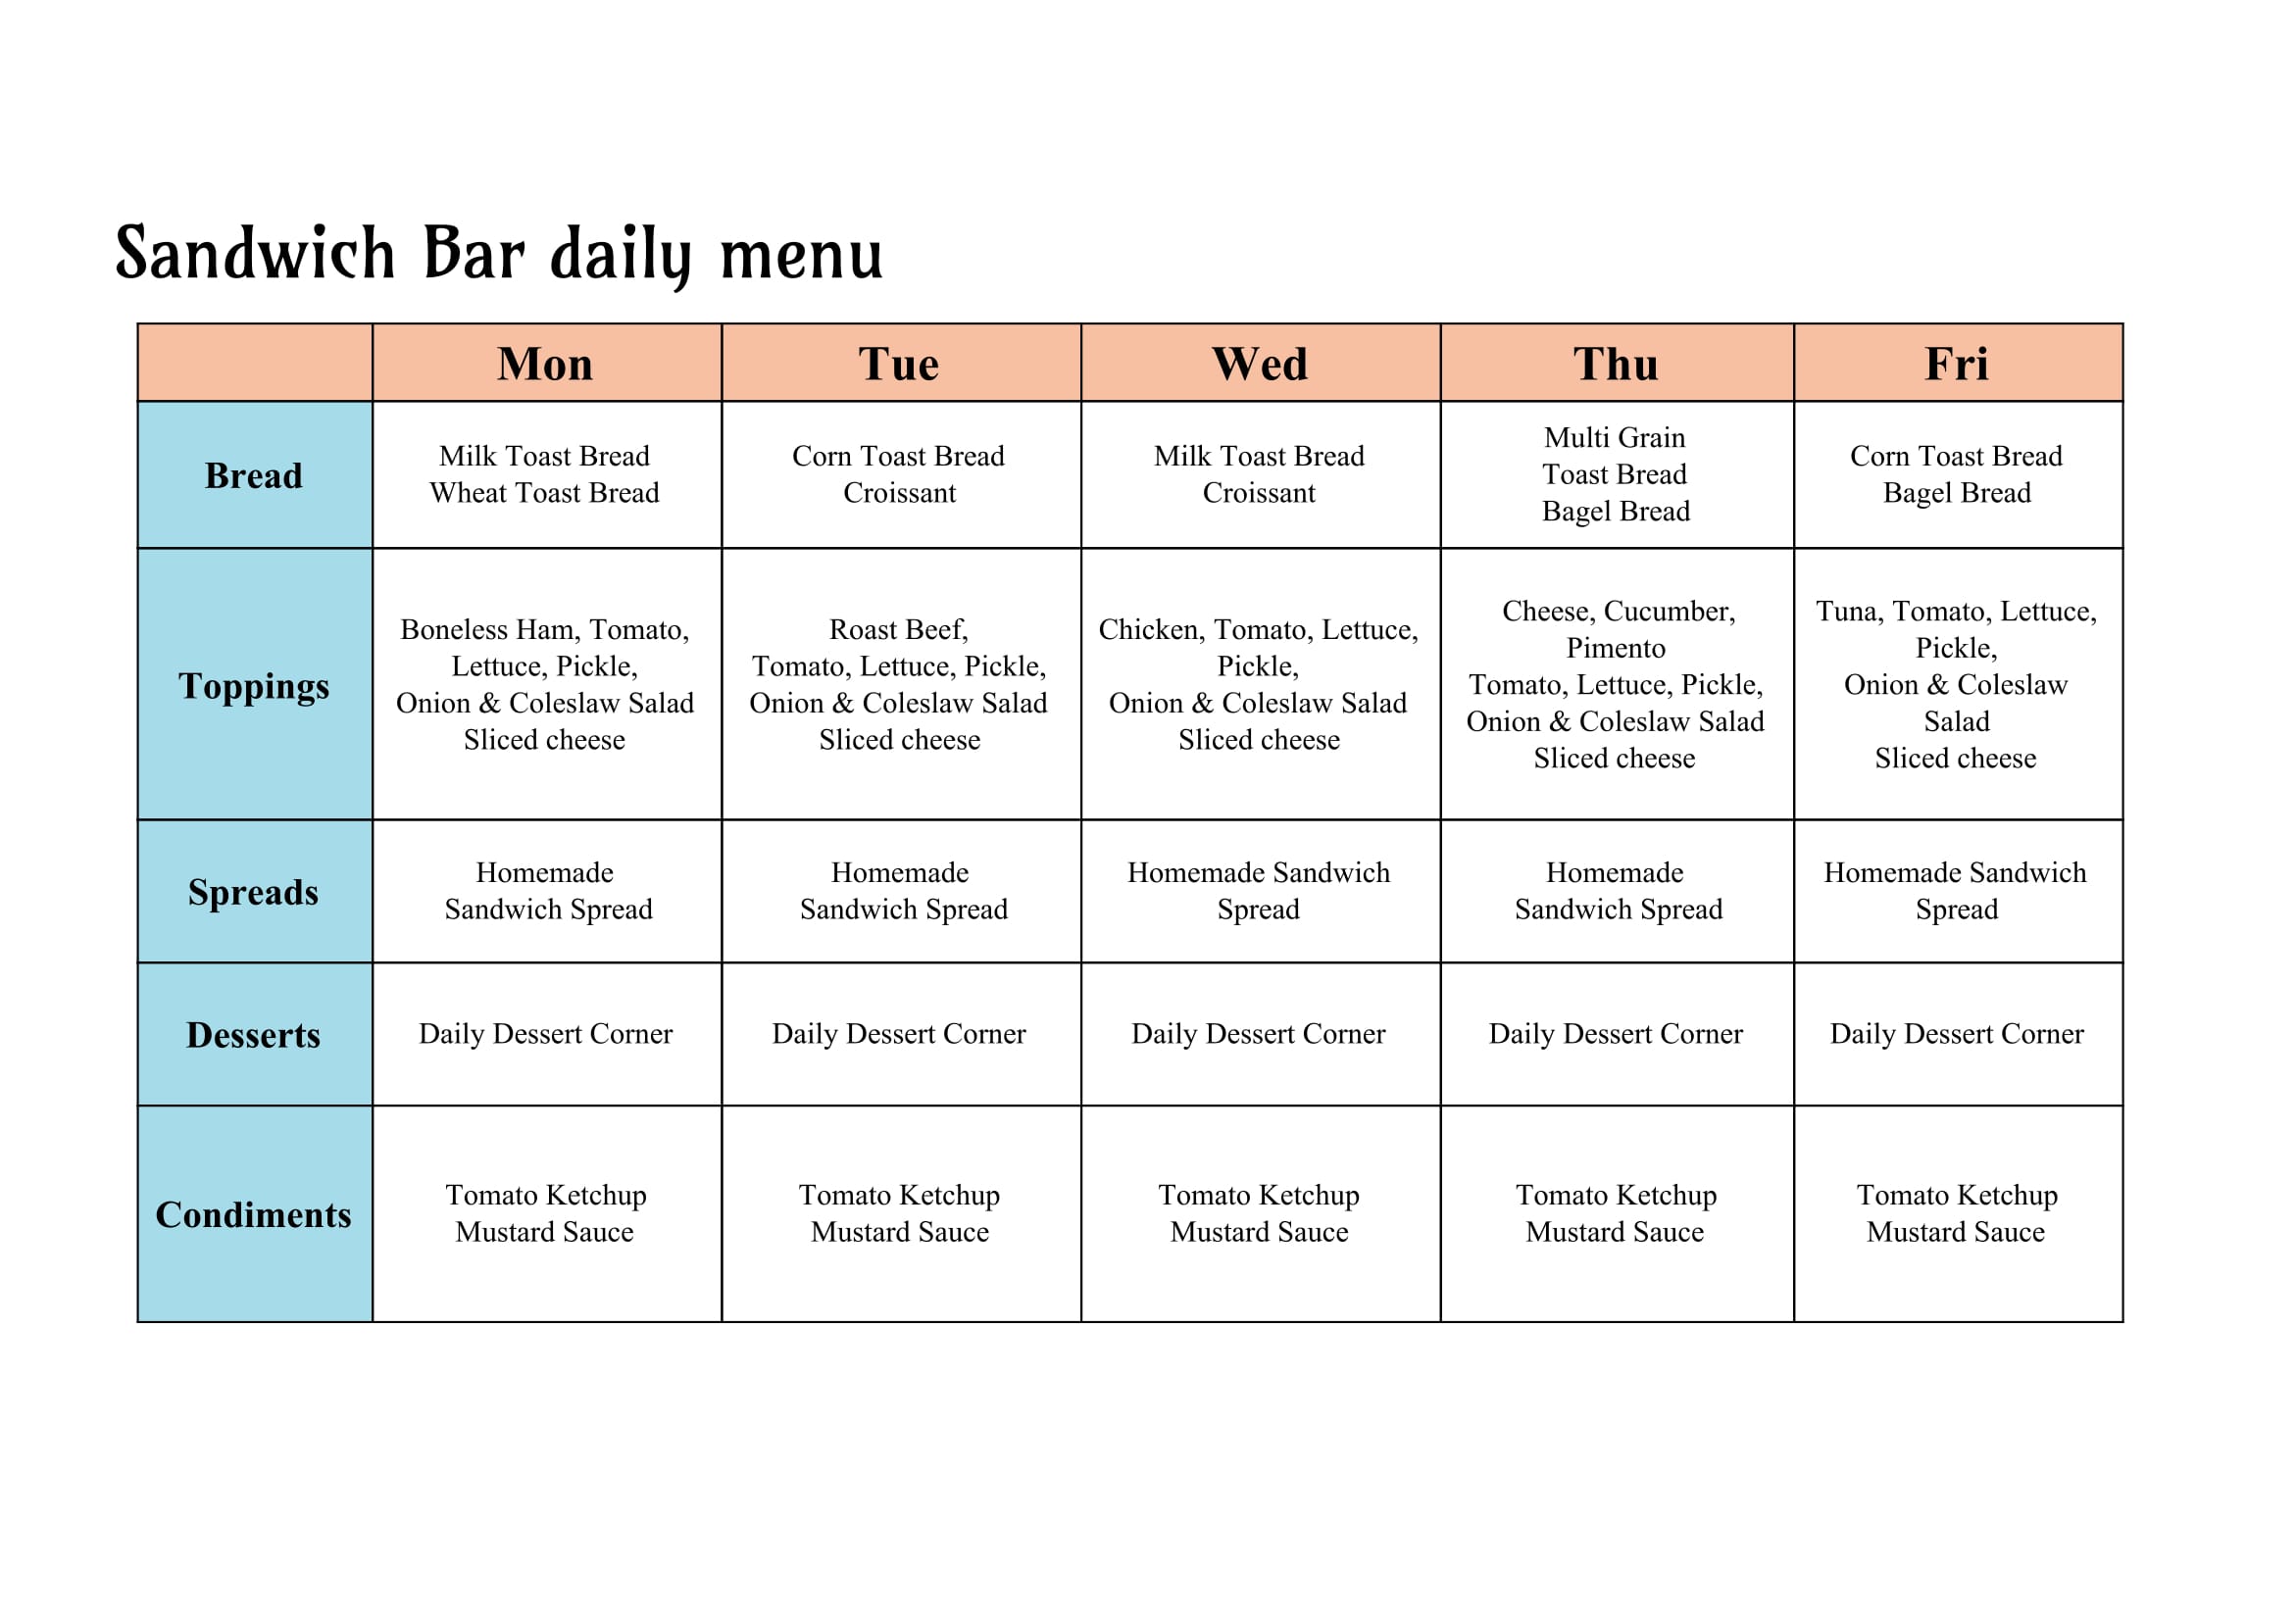 Sandwich Bar daily menu
Mon
Tue
Wed
Thu
Fri
Bread
Milk Toast Bread
Wheat Toast Bread
Corn Toast Bread
Croissant
Milk Toast Bread
Croissant
Multi Grain
Toast Bread
Bagel Bread
Corn Toast Bread
Bagel Bread
Toppings
Boneless Ham, Tomato,
Lettuce, Pickle,
Onion & Coleslaw Salad
Sliced cheese
Roast Beef,
Tomato, Lettuce, Pickle,
Onion & Coleslaw Salad
Sliced cheese
Chicken, Tomato, Lettuce,
Pickle,
Onion & Coleslaw Salad
Sliced cheese
Cheese, Cucumber,
Pimento
Tomato, Lettuce, Pickle,
Onion & Coleslaw Salad
Sliced cheese
Tuna, Tomato, Lettuce,
Pickle,
Onion & Coleslaw
Salad
Sliced cheese
Spreads
Homemade
Sandwich Spread
Homemade
Sandwich Spread
Homemade Sandwich
Spread
Homemade
Sandwich Spread
Homemade Sandwich
Spread
Desserts
Daily Dessert Corner
Daily Dessert Corner
Daily Dessert Corner
Daily Dessert Corner
Daily Dessert Corner
Condiments
Tomato Ketchup
Mustard Sauce
Tomato Ketchup
Mustard Sauce
Tomato Ketchup
Mustard Sauce
Tomato Ketchup
Mustard Sauce
Tomato Ketchup
Mustard Sauce